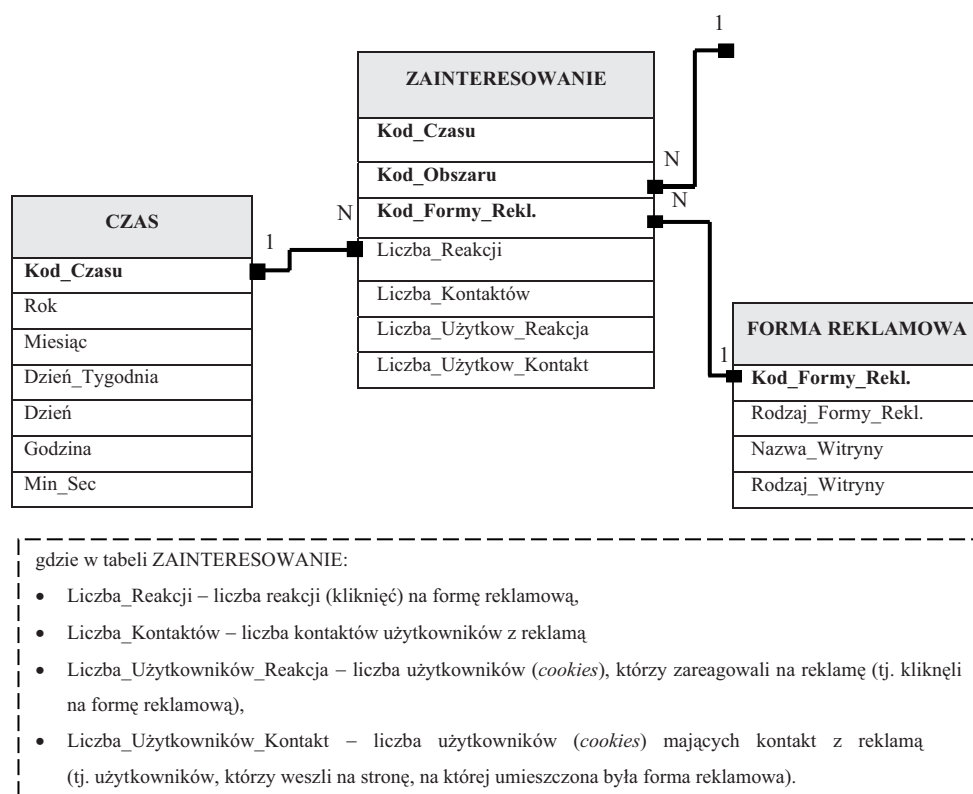 1
ZAINTERESOWANIE
Kod_Czasu
Kod_Obszaru
Kod_Formy_Rekl.
Liczba_Reakcji
Liczba_Kontaktów
Liczba_Użytkow_Reakcja
Liczba_Użytkow_Kontakt
N
N
N
1
CZAS
Kod_Czasu
Rok
Miesiąc
Dzień_Tygodnia
Dzień
Godzina
Min_Sec
1
FORMA REKLAMOWA
Kod_Formy_Rekl.
Rodzaj_Formy_Rekl.
Nazwa_Witryny
Rodzaj_Witryny
gdzie w tabeli ZAINTERESOWANIE:
• Liczba_Reakcji – liczba reakcji (kliknięć) na formę reklamową,
• Liczba_Kontaktów – liczba kontaktów użytkowników z reklamą
• Liczba_Użytkowników_Reakcja – liczba użytkowników (cookies), którzy zareagowali na reklamę (tj. kliknęli
na formę reklamową),
• Liczba_Użytkowników_Kontakt – liczba użytkowników (cookies) mających kontakt z reklamą
(tj. użytkowników, którzy weszli na stronę, na której umieszczona była forma reklamowa).